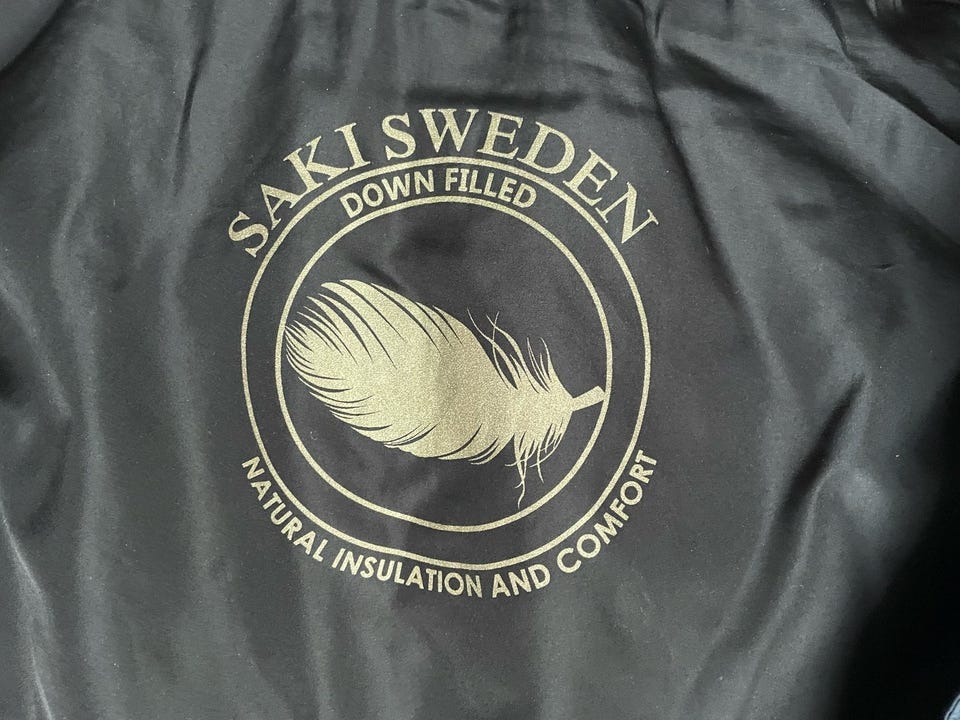 SAKI SWEDEN
DOWN FILLED
NATURAL INSULATION AND COMFORT